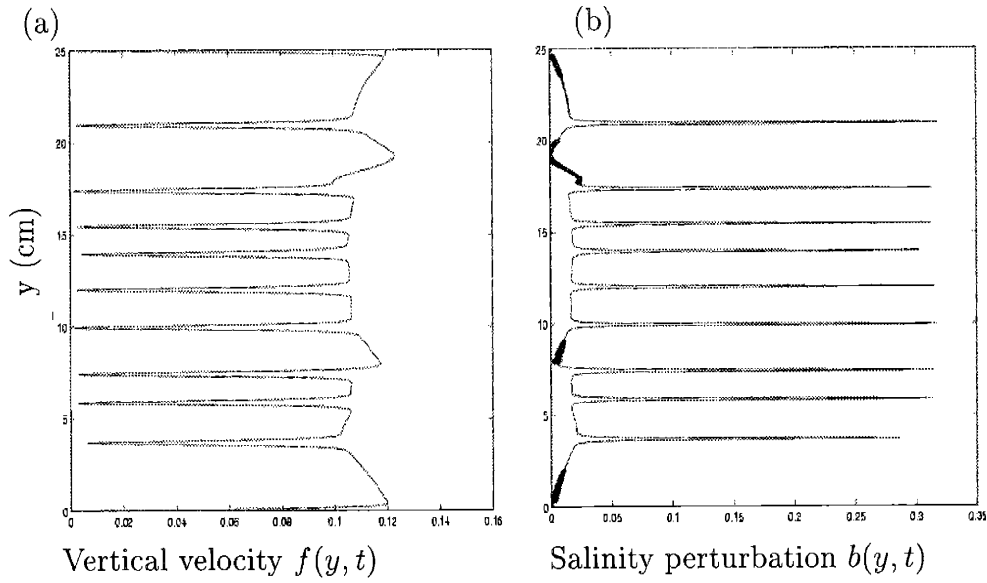 (a) (b)
25 25
20 20
15 15
10 10
5 5
0 0
y (cm)
0 0.02 0.04 0.06 0.08 0.1 0.12 0.14 0.16
0 0.05 0.1 0.15 0.2 0.25 0.3 0.35
Vertical velocity f(y, t) Salinity perturbation b(y, t)